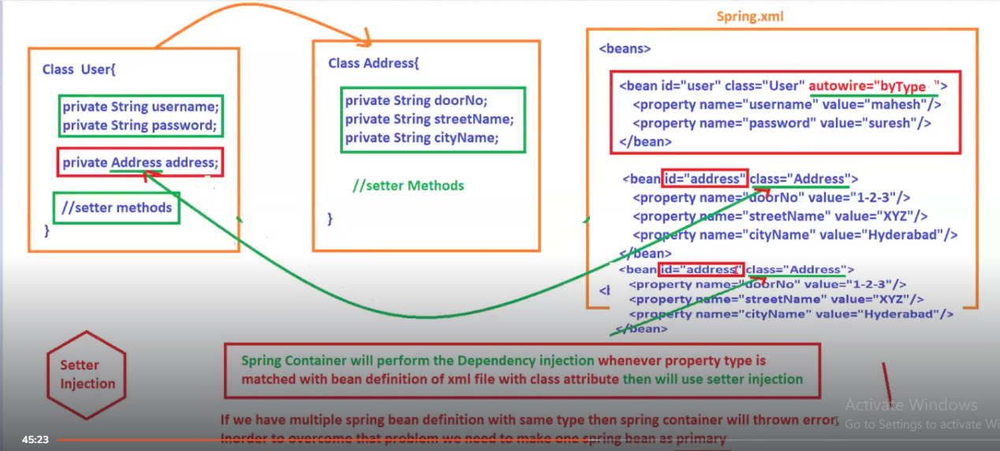 Spring.xml
Class User{
private String username;
private String password;
private Address address;
//setter methods
}
Class Address{
private String doorNo;
private String streetName;
private String cityName;
//setter Methods
}
<beans>
<bean id="user" class="User" autowire="byType ">
<property name="username" value="mahesh"/>
<property name="password" value="suresh"/>
</bean>
<bean id="address" class="Address">
<property name="doorNo" value="1-2-3"/>
<property name="streetName" value="XYZ"/>
<property name="cityName" value="Hyderabad"/>
</bean>
<bean id="address" class="Address">
<property name="doorNo" value="1-2-3"/>
<property name="streetName" value="XYZ"/>
<property name="cityName" value="Hyderabad"/>
</bean>
Setter
Injection
Spring Container will perform the Dependency injection whenever property type is
matched with bean definition of xml file with class attribute then will use setter injection
If we have multiple spring bean definition with same type then spring container will thrown error
Inorder to overcome that problem we need to make one spring bean as primary
Activate Windows
Go to Settings to activate Wi
45:23